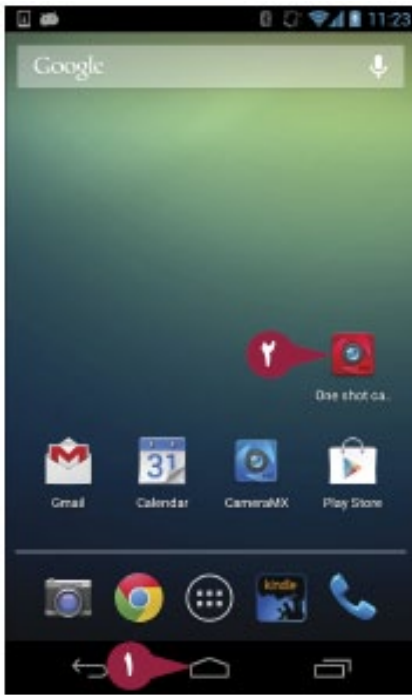 11:23
Google
٢
One shot ca..
31
Gmail Calendar CameraMX Play Store
kindle
١